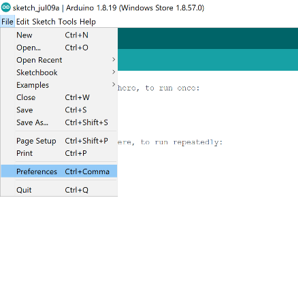 sketch_jul09a | Arduino 1.8.19 (Windows Store 1.8.57.0)
File Edit Sketch Tools Help
New Ctrl+N
Open... Ctrl+O
Open Recent
Sketchbook
Examples
here, to run once:
Close Ctrl+W
Save Ctrl+S
Save As... Ctrl+Shift+S
Page Setup Ctrl+Shift+P
ere, to run repeatedly:
Print Ctrl+P
Preferences Ctrl+Comma
Quit Ctrl+Q